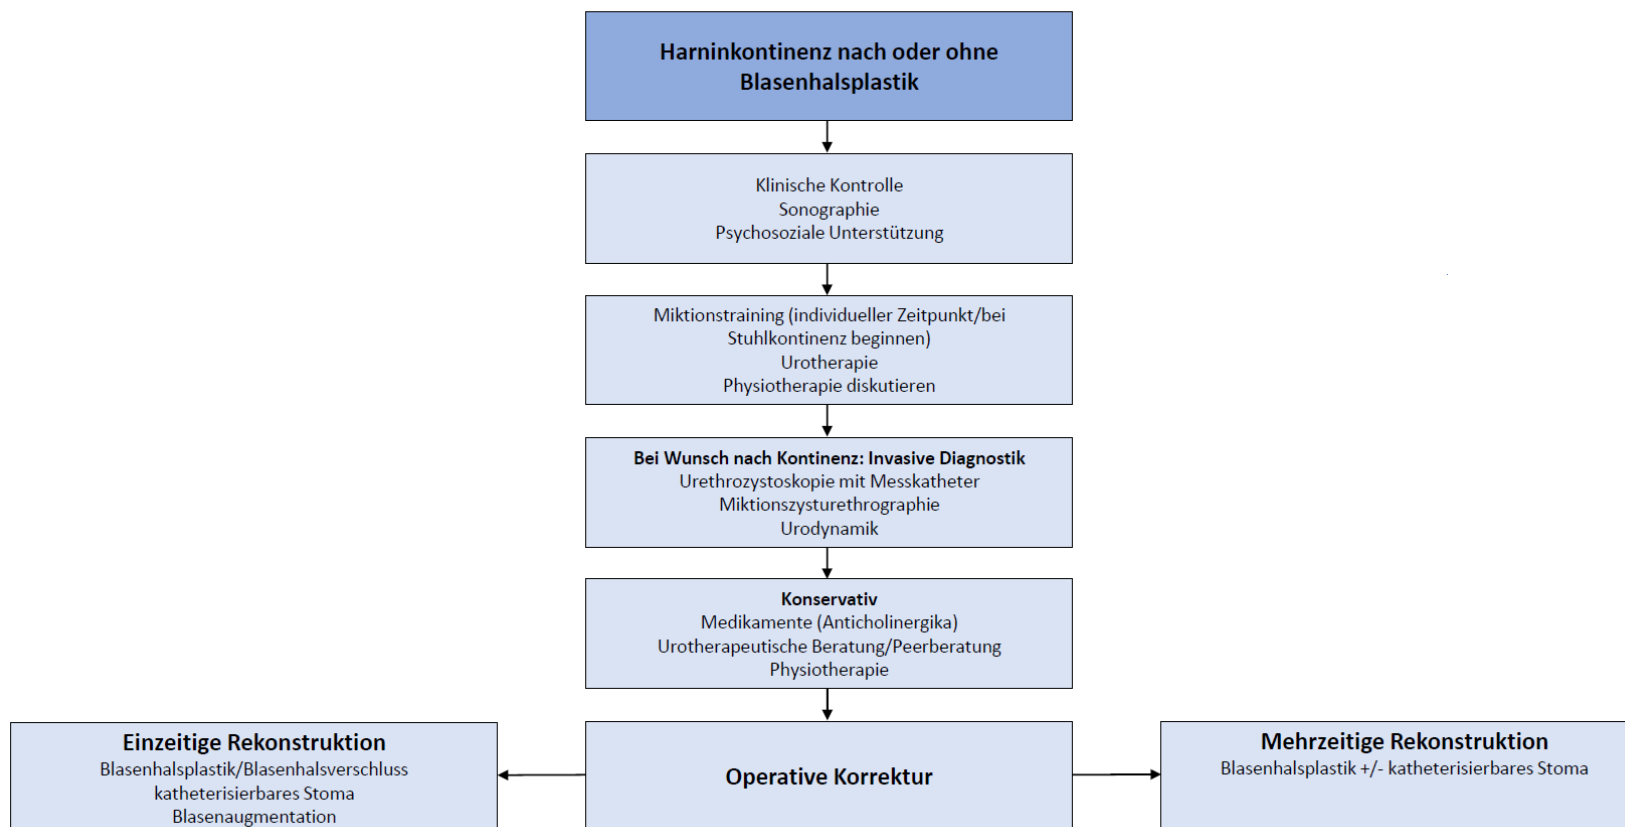 Harninkontinenz nach oder ohne
Blasenhalsplastik
Klinische Kontrolle
Sonographie
Psychosoziale Unterstützung
Miktionstraining (individueller Zeitpunkt/bei
Stuhlkontinenz beginnen)
Urotherapie
Physiotherapie diskutieren
Bei Wunsch nach Kontinenz: Invasive Diagnostik
Urethrozystoskopie mit Messkatheter
Miktionszysturethrographie
Urodynamik
Konservativ
Medikamente (Anticholinergika)
Urotherapeutische Beratung/Peerberatung
Physiotherapie
Einzeitige Rekonstruktion
Blasenhalsplastik/Blasenhalsverschluss
katheterisierbares Stoma
Blasenaugmentation
Operative Korrektur
Mehrzeitige Rekonstruktion
Blasenhalsplastik +/- katheterisierbares Stoma